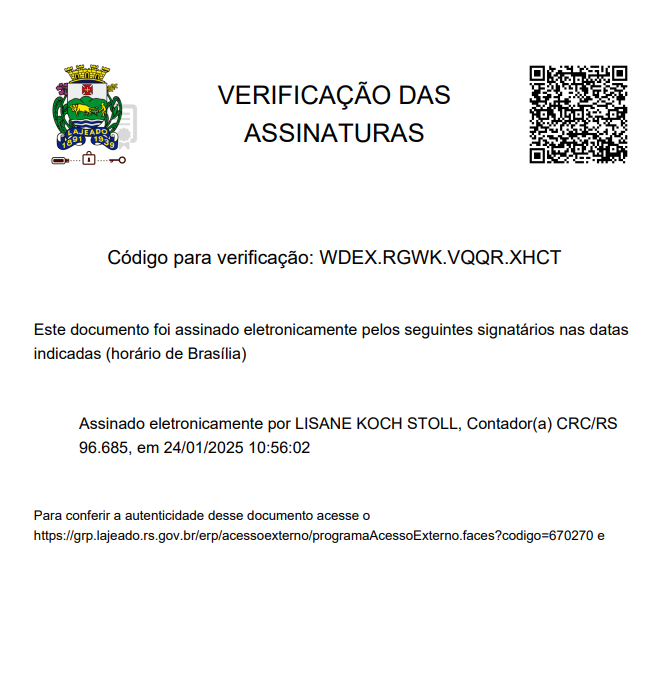 LAJEADO
1891 1939
VERIFICAÇÃO DAS
ASSINATURAS
Código para verificação: WDEX.RGWK.VQQR.XHCT
Este documento foi assinado eletronicamente pelos seguintes signatários nas datas
indicadas (horário de Brasília)
Assinado eletronicamente por LISANE KOCH STOLL, Contador(a) CRC/RS
96.685, em 24/01/2025 10:56:02
Para conferir a autenticidade desse documento acesse o
https://grp.lajeado.rs.gov.br/erp/acessoexterno/programaAcessoExterno.faces?codigo=670270 e